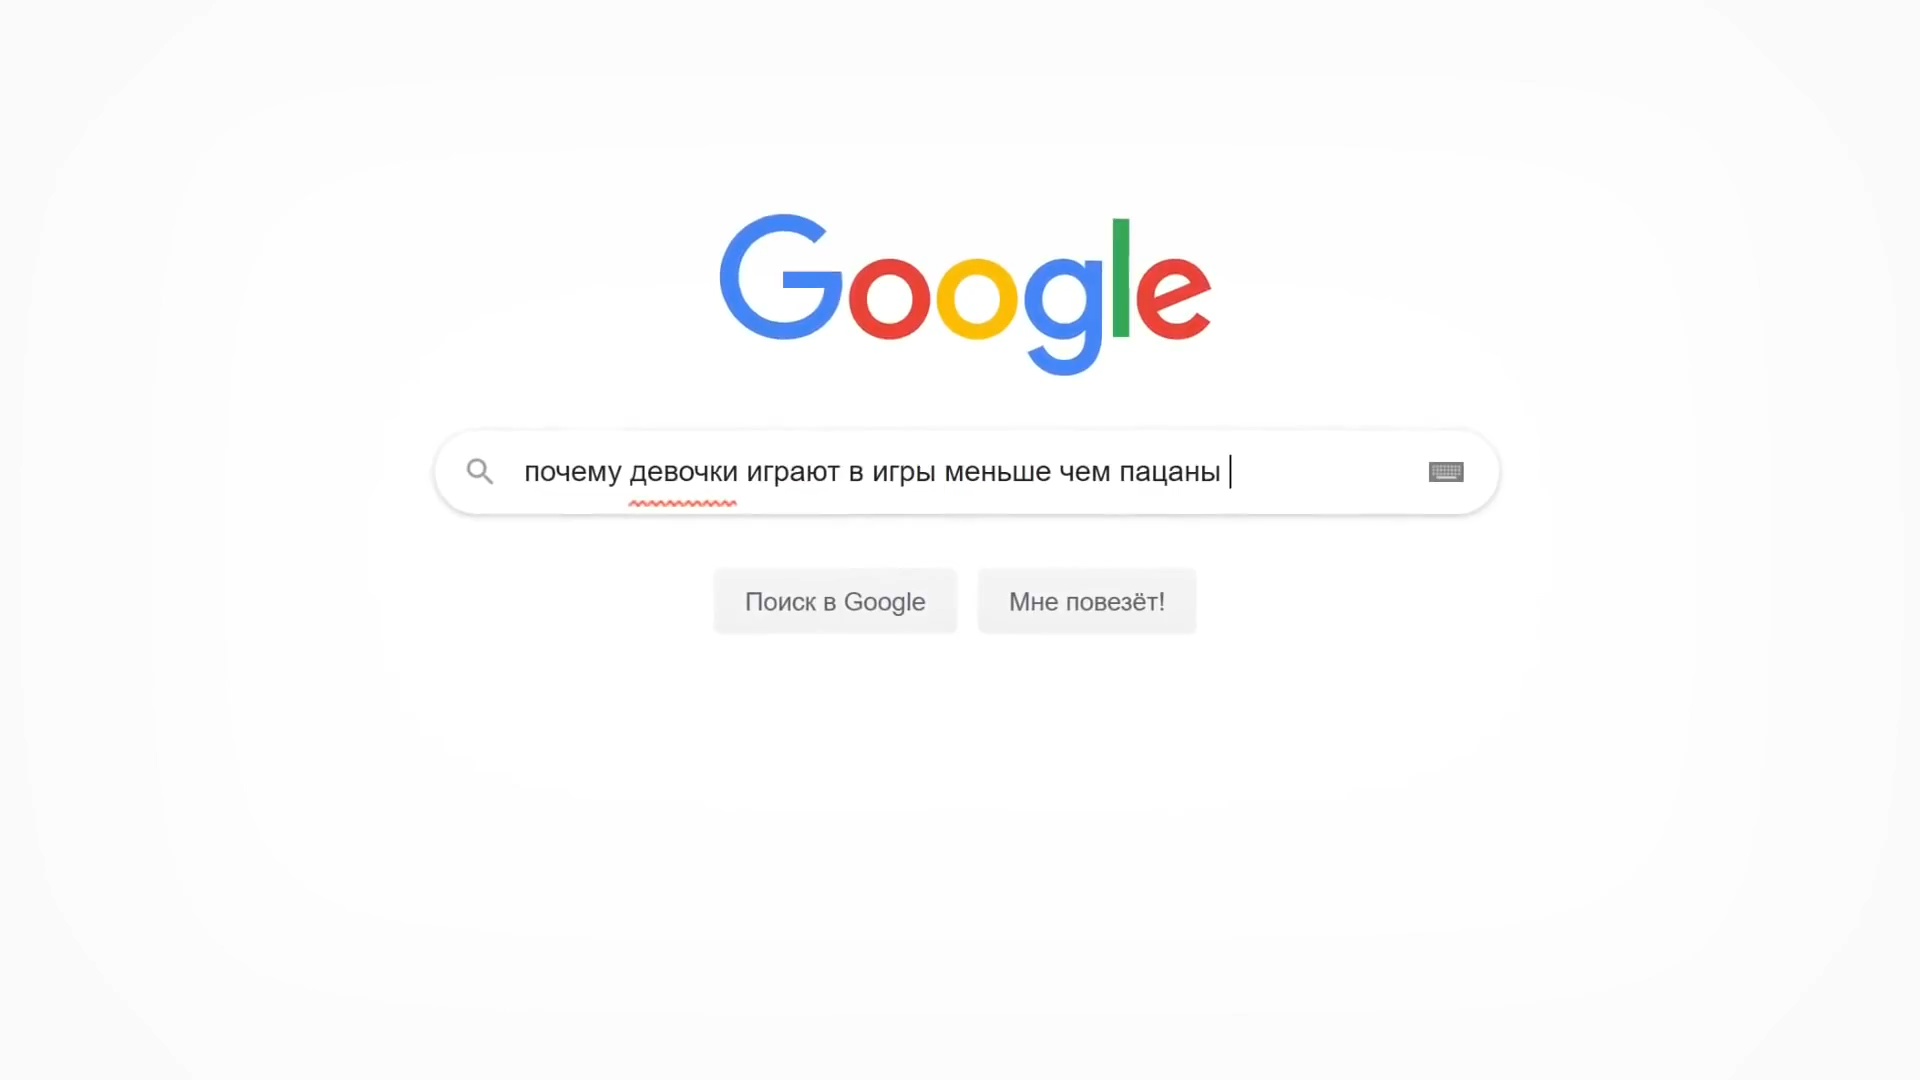 Google
почему девочки играют в игры меньше чем пацаны
Поиск в Google
Мне повезёт!